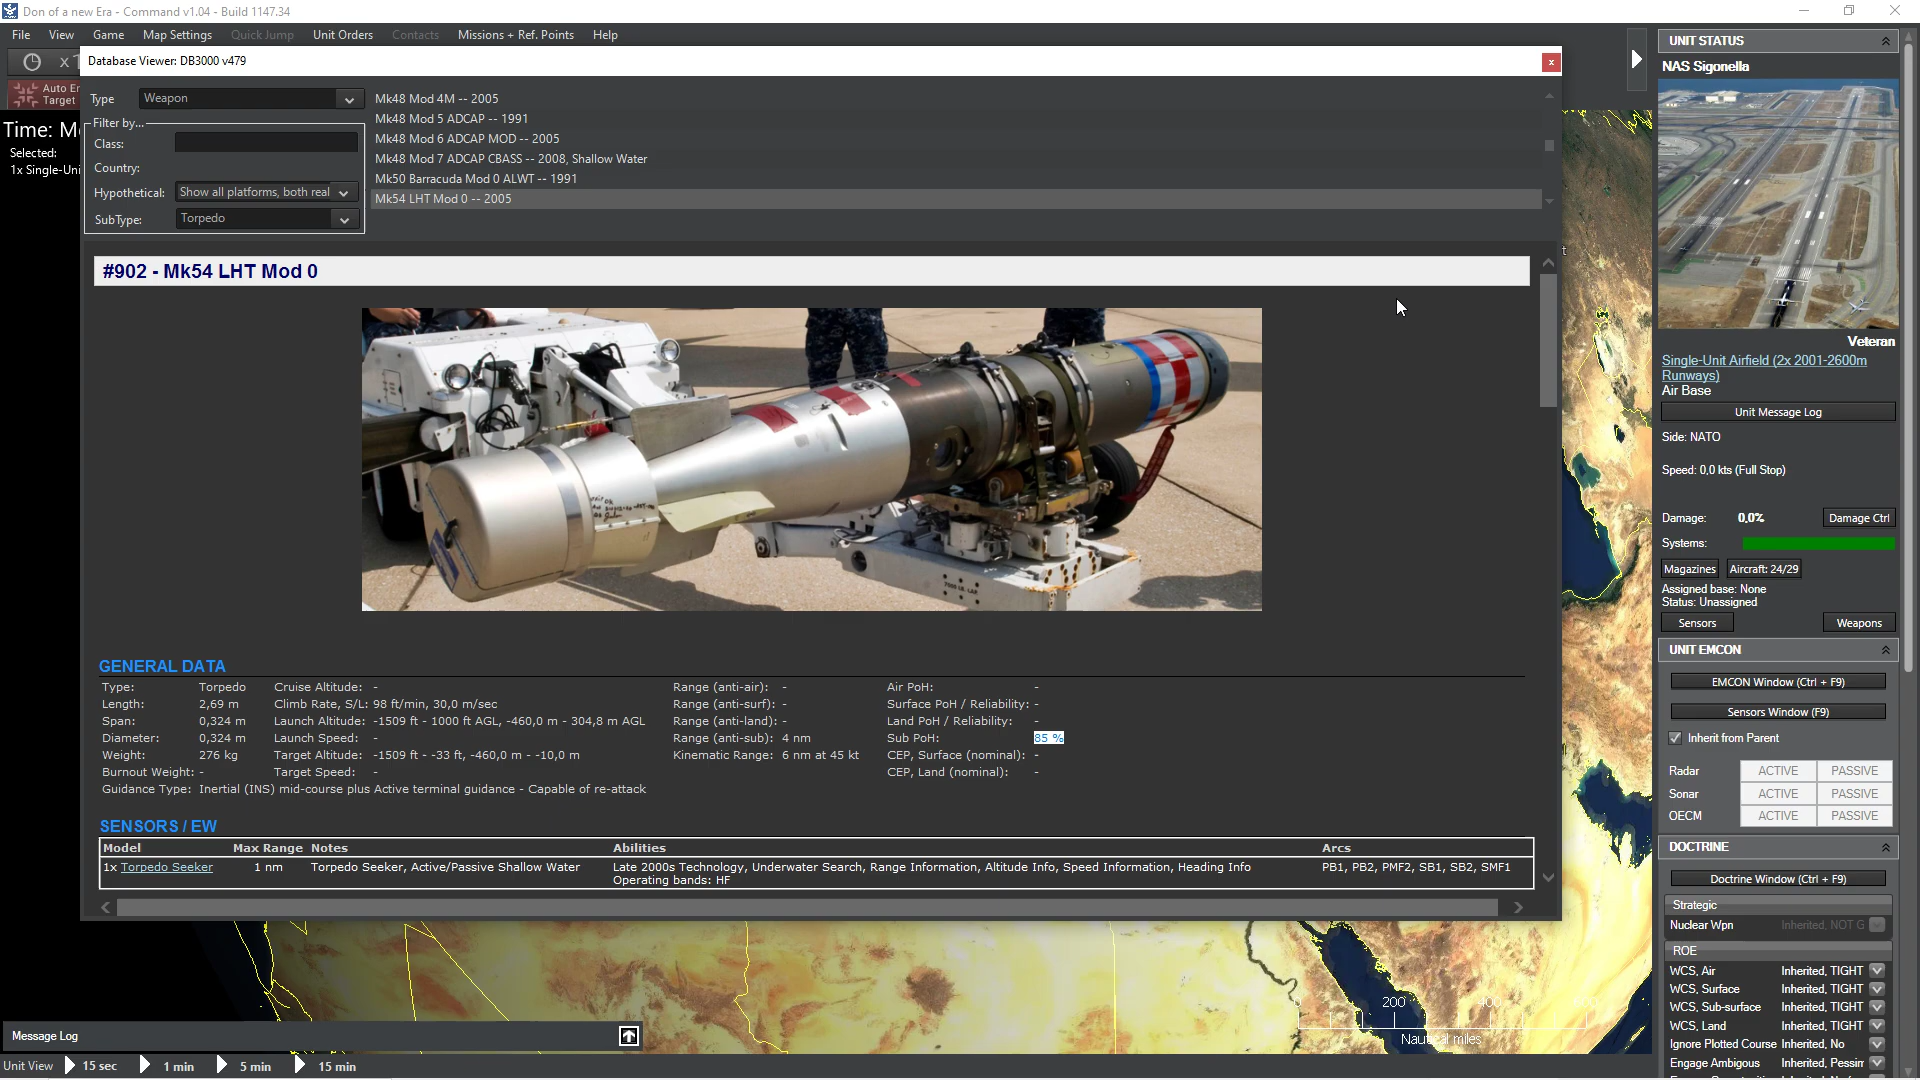 Don of a new Era - Command v1.04 - Build 1147.34
File View Game Map Settings Quick Jump Unit Orders Contacts Missions + Ref. Points Help
Database Viewer: DB3000 v479
Auto
Target
Time:
Selected:
Type Weapon
Filter by...
Class:
Country:
Hypothetical: Show all platforms, both real
SubType: Torpedo
Mk48 Mod 4M -- 2005
Mk48 Mod 5 ADCAP -- 1991
Mk48 Mod 6 ADCAP MOD -- 2005
Mk48 Mod 7 ADCAP CBASS -- 2008, Shallow Water
Mk50 Barracuda Mod 0 ALWT -- 1991
Mk54 LHT Mod 0 -- 2005
#902 - Mk54 LHT Mod 0
GENERAL DATA
Type: Torpedo Cruise Altitude: - Range (anti-air): - Air PoH: -
Length: 2,69 m Climb Rate, S/L: 98 ft/min, 30,0 m/sec Range (anti-surf): - Surface PoH / Reliability: -
Span: 0,324 m Launch Altitude: -1509 ft - 1000 ft AGL, -460,0 m - 304,8 m AGL Range (anti-land): - Land PoH / Reliability: -
Diameter: 0,324 m Launch Speed: - Range (anti-sub): 4 nm Sub PoH: 85 %
Weight: 276 kg Target Altitude: -1509 ft - -33 ft, -460,0 m - -10,0 m Kinematic Range: 6 nm at 45 kt CEP, Surface (nominal): -
Burnout Weight: - Target Speed: - CEP, Land (nominal): -
Guidance Type: Inertial (INS) mid-course plus Active terminal guidance - Capable of re-attack
SENSORS / EW
Model Max Range Notes Abilities Arcs
1x Torpedo Seeker 1 nm Torpedo Seeker, Active/Passive Shallow Water Late 2000s Technology, Underwater Search, Range Information, Altitude Info, Speed Information, Heading Info PB1, PB2, PMF2, SB1, SB2, SMF1
Operating bands: HF
200 400
Nautical miles
Message Log
Unit View 15 sec 1 min 5 min 15 min
UNIT STATUS
NAS Sigonella
Veteran
Single-Unit Airfield (2x 2001-2600m
Runways)
Air Base
Unit Message Log
Side: NATO
Speed: 0,0 kts (Full Stop)
Damage: 0,0% Damage Ctrl
Systems:
Magazines Aircraft: 24/29
Assigned base: None
Status: Unassigned
Sensors Weapons
UNIT EMCON
EMCON Window (Ctrl + F9)
Sensors Window (F9)
Inherit from Parent
Radar ACTIVE PASSIVE
Sonar ACTIVE PASSIVE
OECM ACTIVE PASSIVE
DOCTRINE
Doctrine Window (Ctrl + F9)
Strategic
Nuclear Wpn Inherited, NOT G
ROE
WCS, Air Inherited, TIGHT
WCS, Surface Inherited, TIGHT
WCS, Sub-surface Inherited, TIGHT
WCS, Land Inherited, TIGHT
Ignore Plotted Course Inherited, No
Engage Ambigous Inherited, Pessim